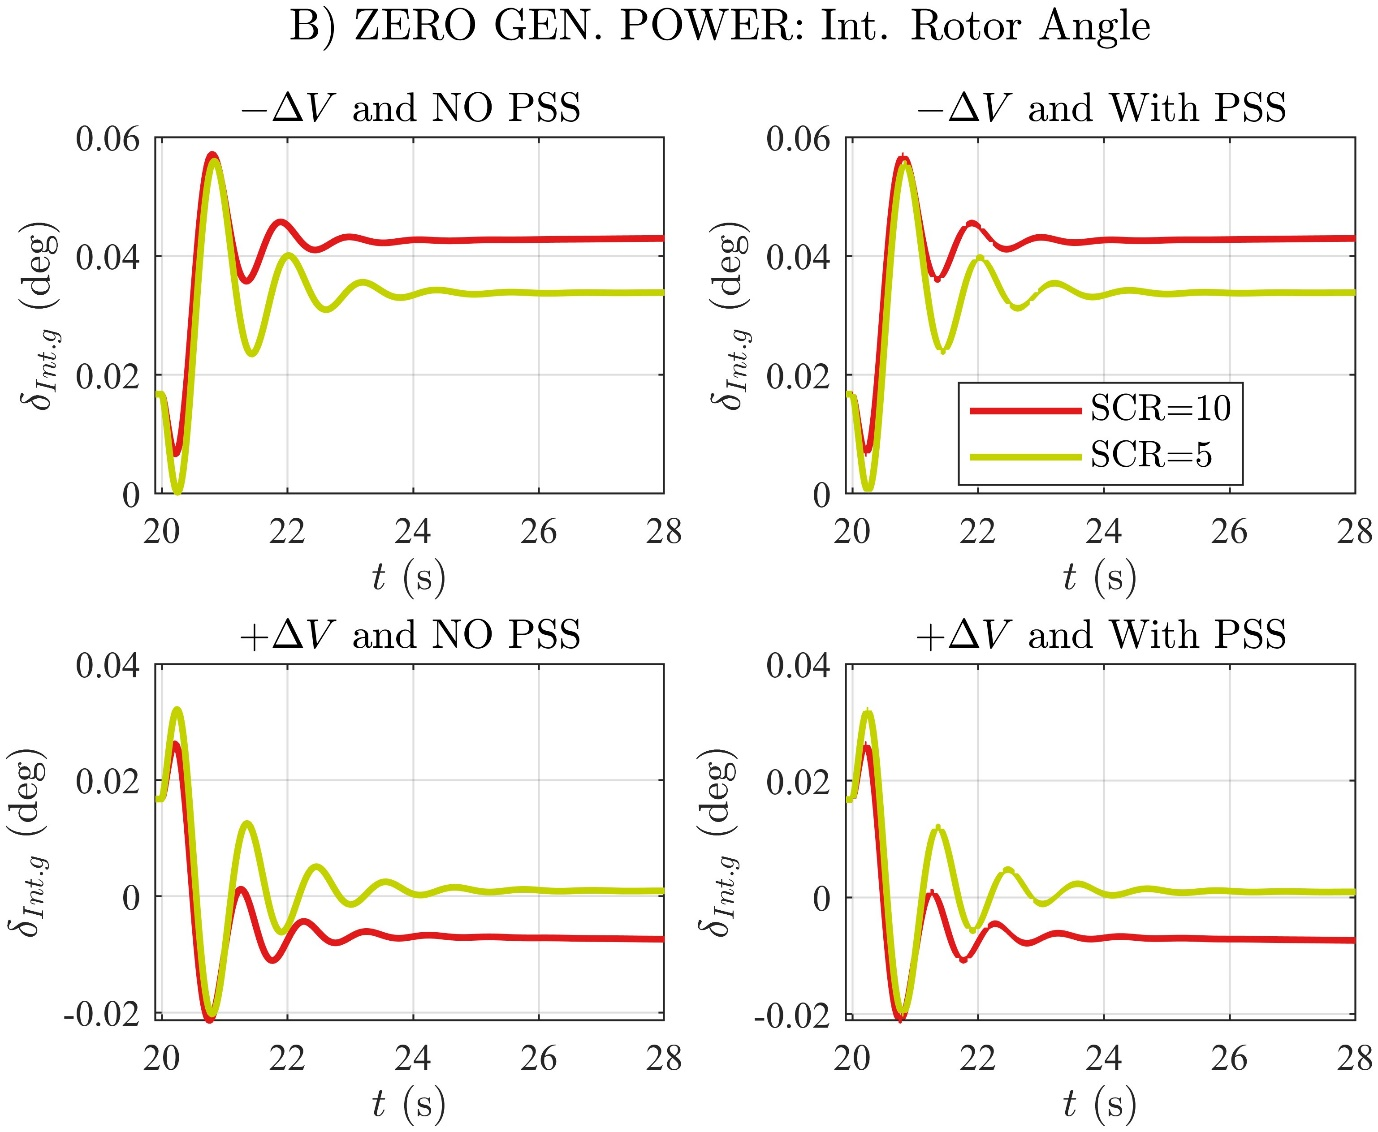 B) ZERO GEN. POWER: Int. Rotor Angle
−ΔV and NO PSS
0.06
0.04
0.02
0
δInt.g (deg)
20 22 24 26 28
t (s)
−ΔV and With PSS
0.06
0.04
0.02
0
δInt.g (deg)
SCR=10
SCR=5
20 22 24 26 28
t (s)
+ΔV and NO PSS
0.04
0.02
0
-0.02
δInt.g (deg)
20 22 24 26 28
t (s)
+ΔV and With PSS
0.04
0.02
0
-0.02
δInt.g (deg)
20 22 24 26 28
t (s)